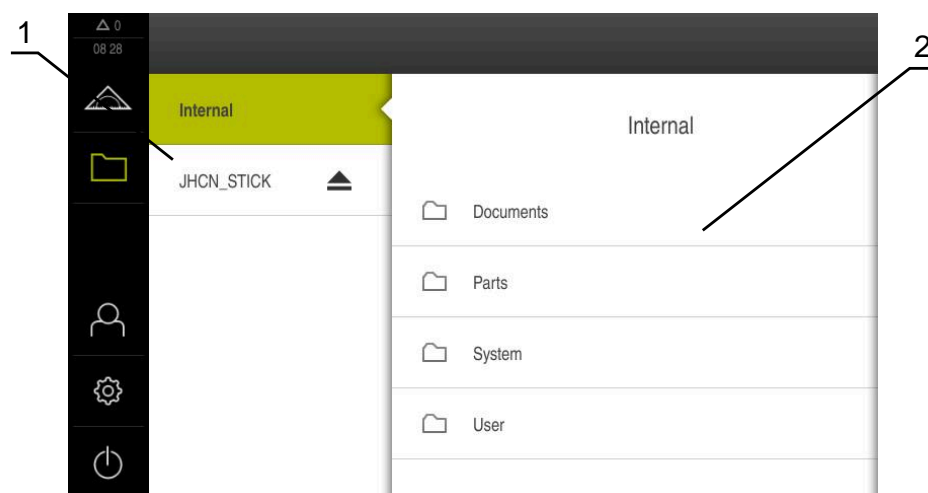 1
0
08 28
2
Internal
JHCN_STICK
Internal
Documents
Parts
System
User